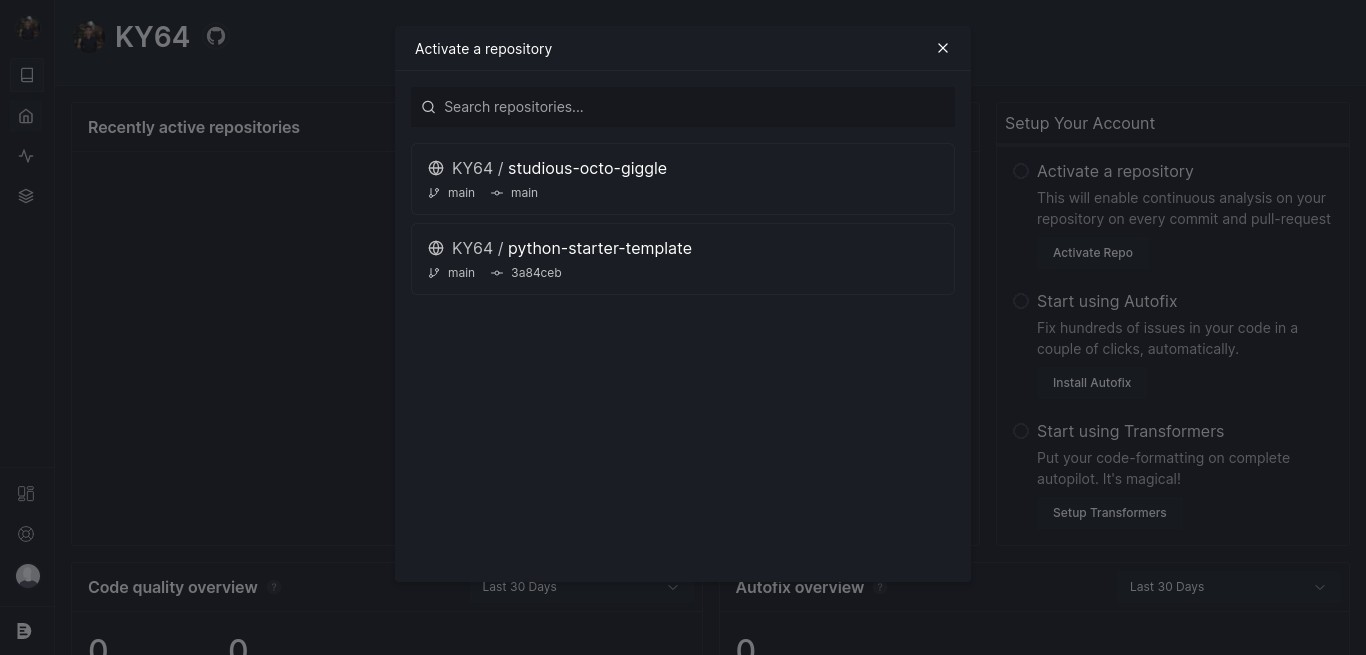 KY64
Activate a repository
Search repositories...
KY64 / studious-octo-giggle
main main
KY64 / python-starter-template
main 3a84ceb
Recently active repositories
Setup Your Account
Activate a repository
This will enable continuous analysis on your
repository on every commit and pull-request
Activate Repo
Start using Autofix
Fix hundreds of issues in your code in a
couple of clicks, automatically.
Install Autofix
Start using Transformers
Put your code-formatting on complete
autopilot. It's magical!
Setup Transformers
Code quality overview ? Last 30 Days
0 0
Autofix overview ? Last 30 Days
0